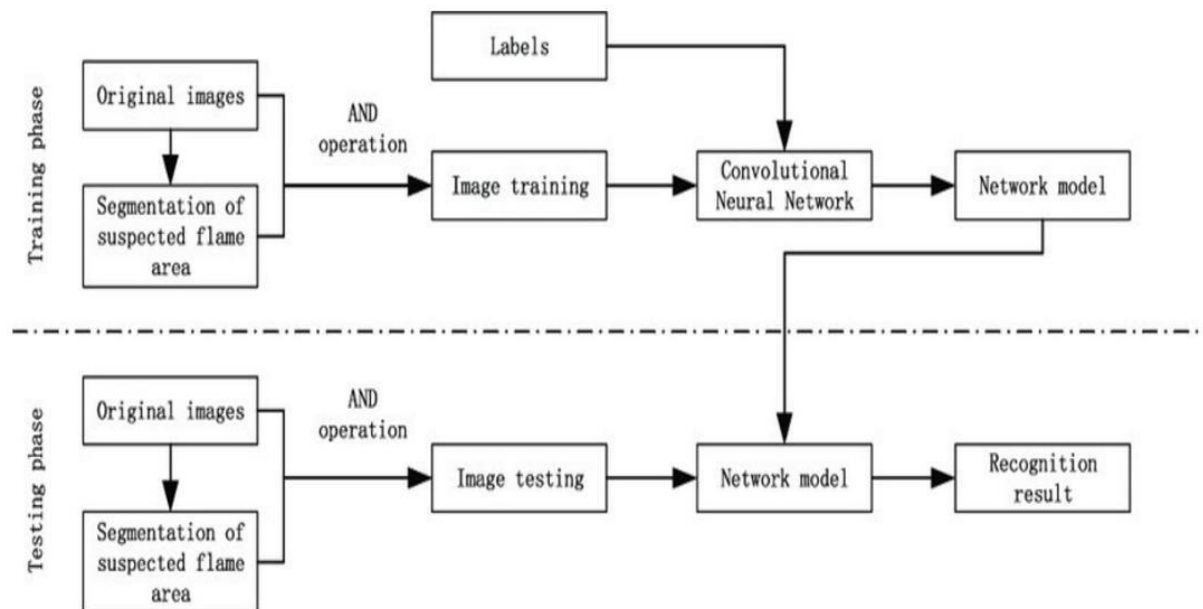 Training phase
Labels
Original images
AND
operation
Segmentation of
suspected flame
area
Image training
Convolutional
Neural Network
Network model
Testing phase
Original images
AND
operation
Segmentation of
suspected flame
area
Image testing
Network model
Recognition
result